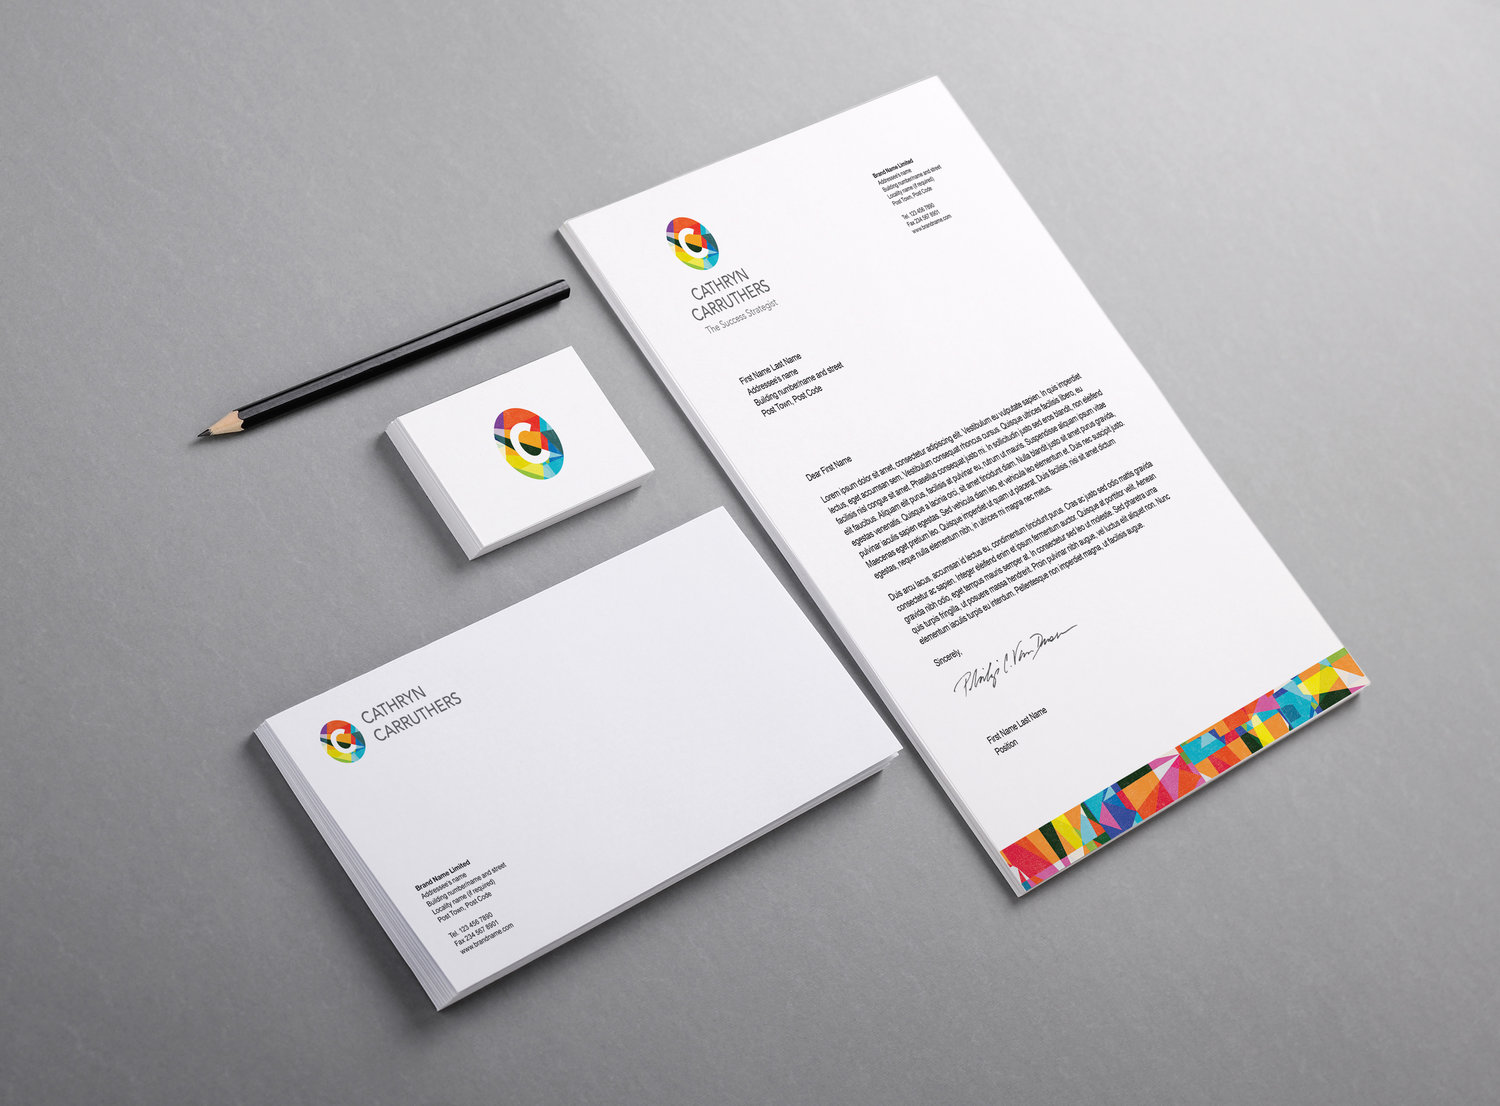 Brand Name Limited
Addressee's name
Building number/name and street
Locality name (if required)
Post Town, Post Code
Tel. 123 456 7890
Fax 234 567 8901
www.brandname.com
C
CATHRYN
CARRUTHERS
The Success Strategist
First Name Last Name
Addressee's name
Building number/name and street
Post Town, Post Code
Dear First Name
Lorem ipsum dolor sit amet, consectetur adipiscing elit. Vestibulum eu vulputate sapien. In quis imperdiet
lectus, eget accumsan sem. Vestibulum consequat rhoncus cursus. Quisque ultrices facilisis libero, eu
facilisis nisl congue sit amet. Phasellus consequat justo mi. In sollicitudin justo sed eros blandit, non eleifend
elit faucibus. Aliquam elit purus, facilisis at pulvinar eu, rutrum ut mauris. Suspendisse aliquam ipsum vitae
egestas venenatis. Quisque a lacinia orci, sit amet tincidunt diam. Nulla blandit justo sit amet purus gravida,
pulvinar iaculis sapien egestas. Sed vehicula diam leo, et vehicula leo elementum et. Duis nec suscipit justo.
Maecenas eget pretium leo. Quisque imperdiet ut quam ut placerat. Duis facilisis, nisi sit amet dictum
egestas, neque nulla elementum nibh, in ultrices mi magna nec metus.
Duis arcu lacus, accumsan id lectus eu, condimentum tincidunt purus. Cras ac justo sed odio mattis gravida
consectetur ac sapien. Integer eleifend enim et ipsum fermentum auctor. Quisque at porttitor velit. Aenean
gravida nibh odio, eget tempus mauris semper at. In consectetur sed leo ut molestie. Sed pharetra urna
quis turpis fringilla, ut posuere massa hendrerit. Proin pulvinar nibh augue, vel luctus elit aliquet non. Nunc
elementum iaculis turpis eu interdum. Pellentesque non imperdiet magna, ut facilisis augue.
Sincerely,
First Name Last Name
Position
C
C
CATHRYN
CARRUTHERS
Brand Name Limited
Addressee's name
Building number/name and street
Locality name (if required)
Post Town, Post Code
Tel. 123 456 7890
Fax 234 567 8901
www.brandname.com